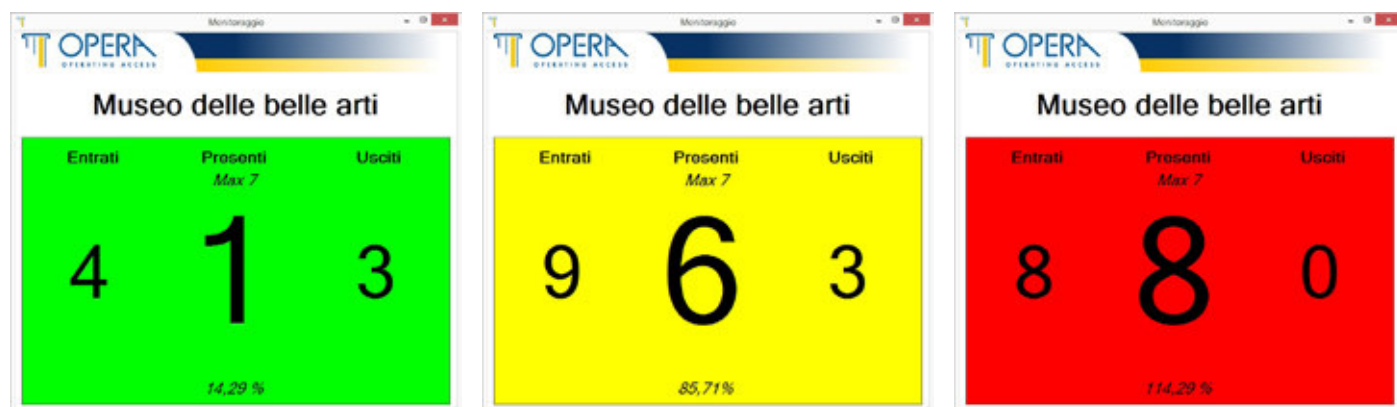 Monitoraggio
OPERA
OPERATING ACCESS
Museo delle belle arti
Entrati Presenti Usciti
Max 7
4 1 3
14,29 %
Monitoraggio
OPERA
OPERATING ACCESS
Museo delle belle arti
Entrati Presenti Usciti
Max 7
9 6 3
85,71%
Monitoraggio
OPERA
OPERATING ACCESS
Museo delle belle arti
Entrati Presenti Usciti
Max 7
8 8 0
114,29 %